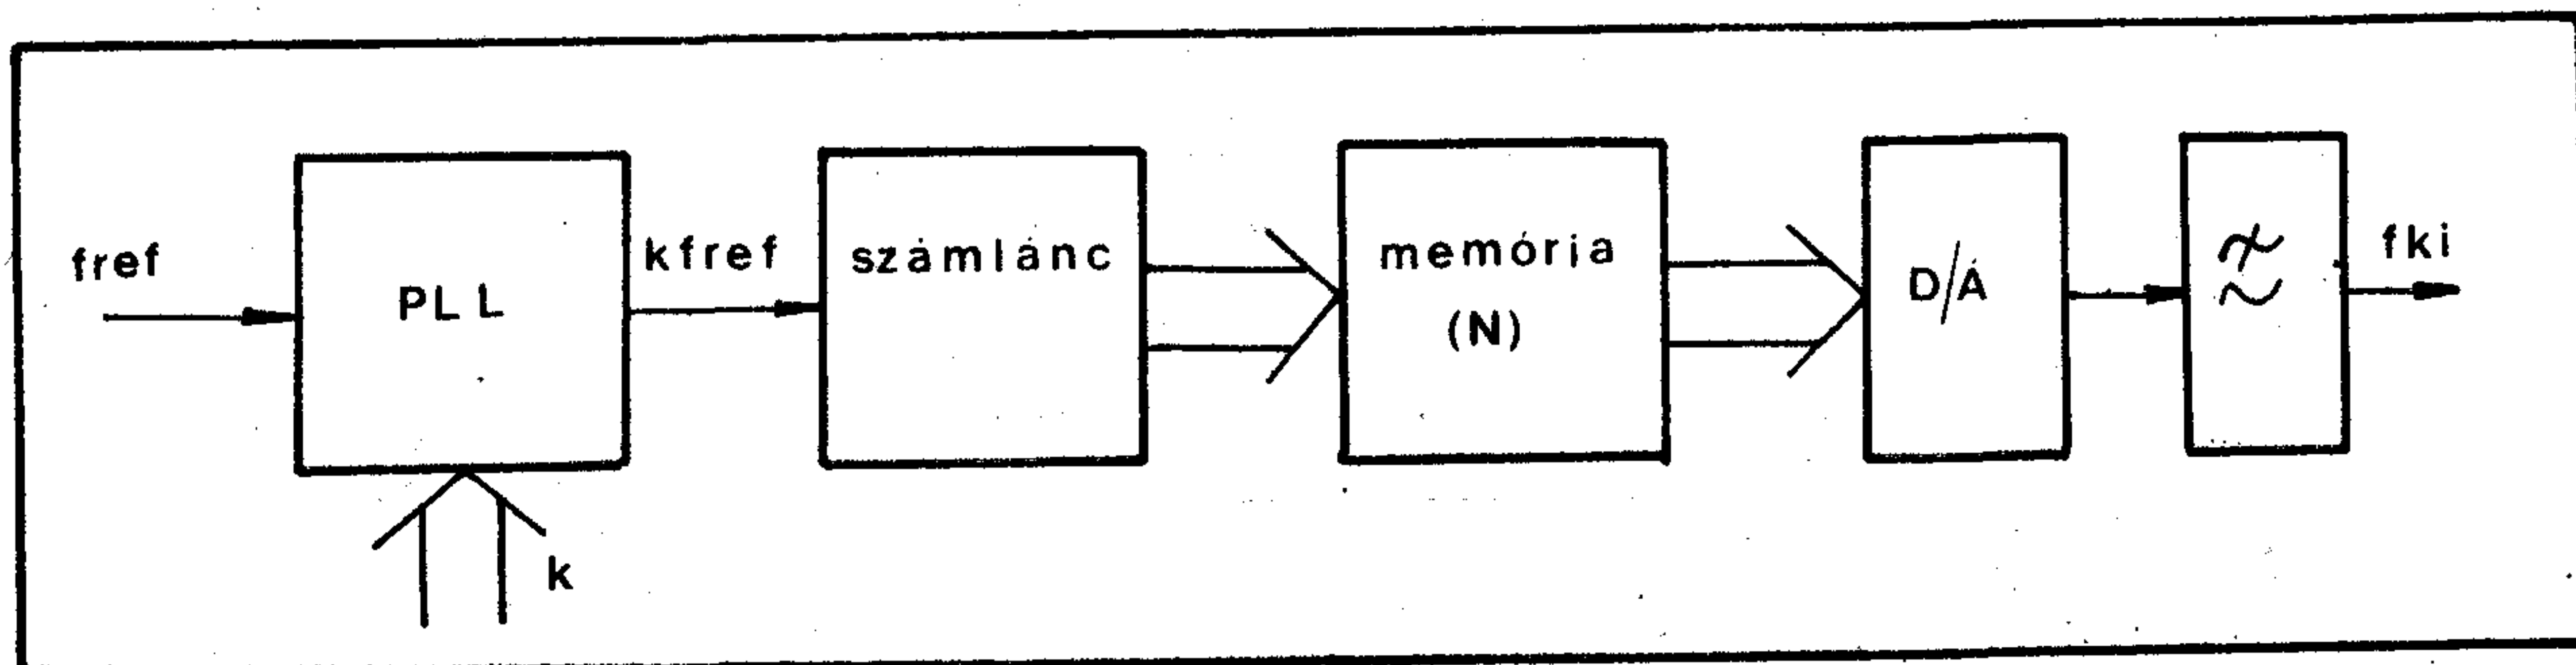 fref
PLL
k
kfref
számlánc
memória
(N)
D/Á
fki